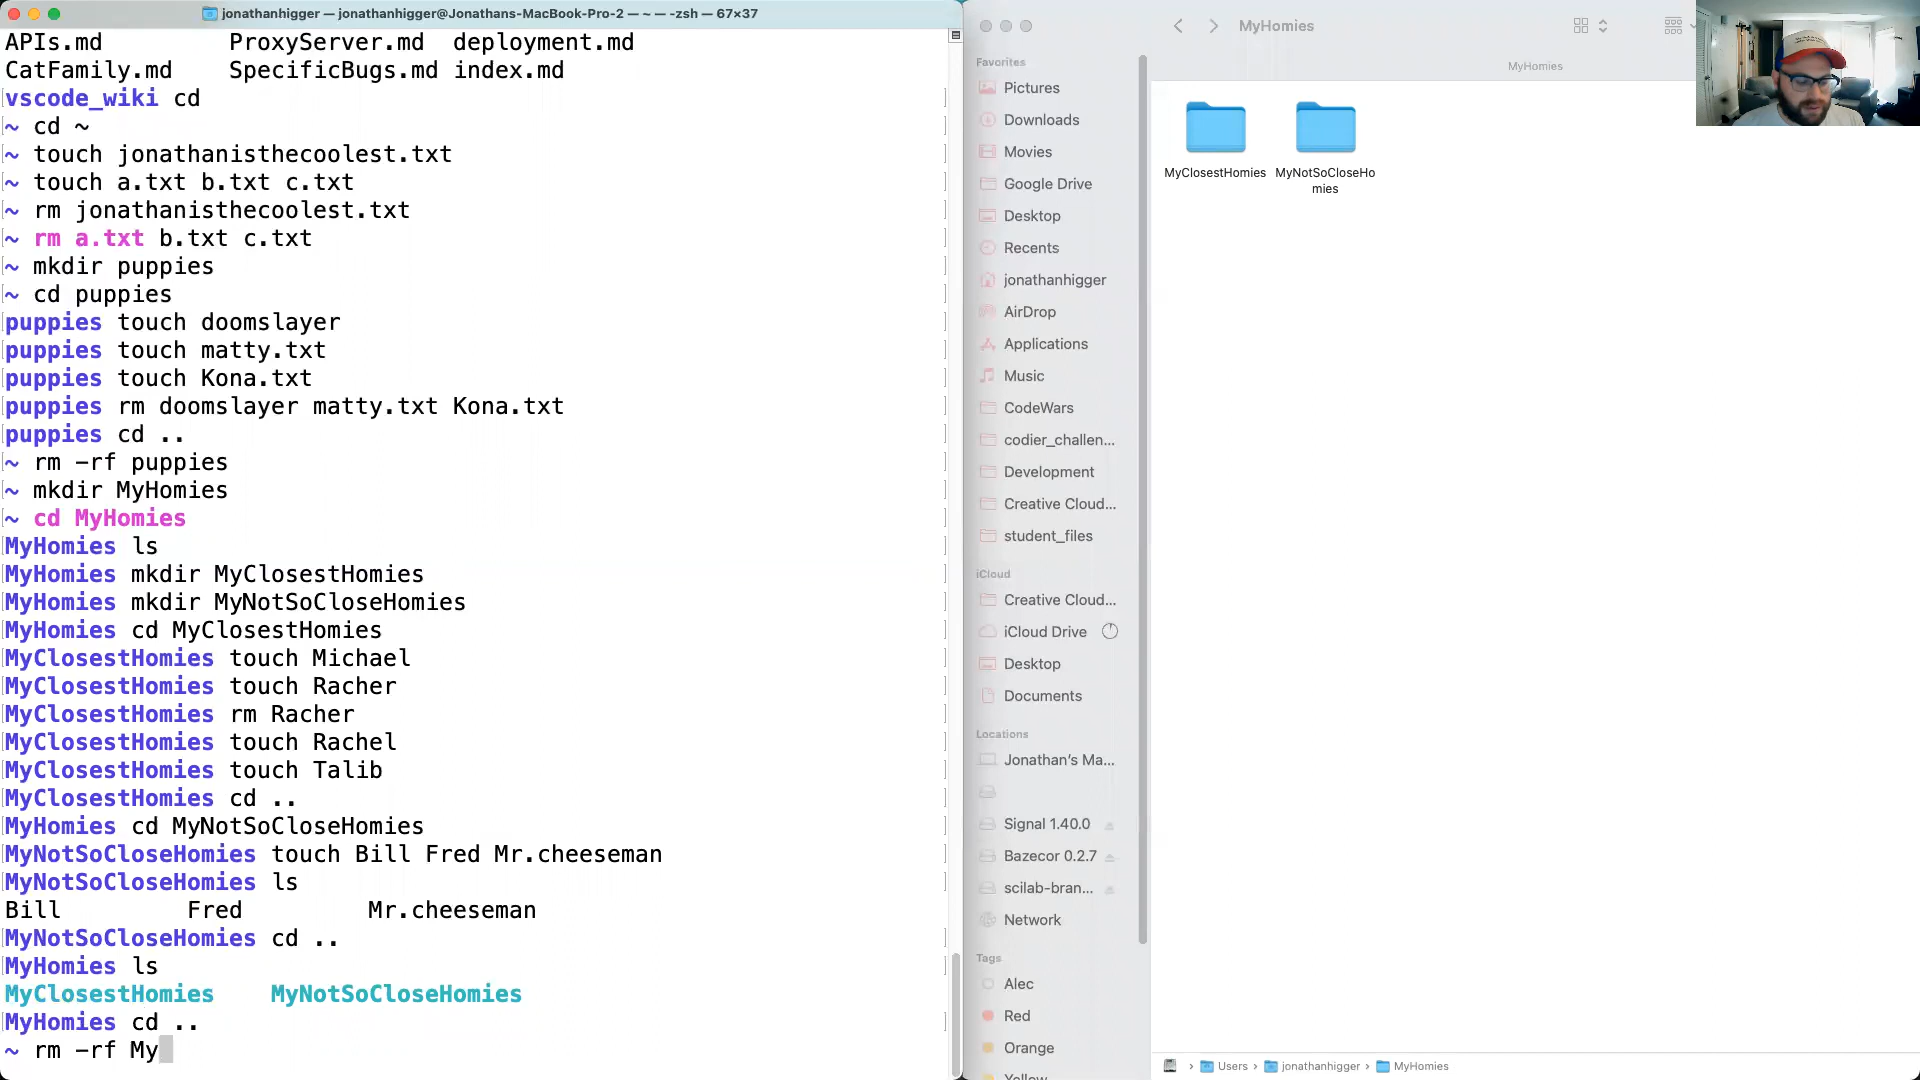 jonathanhigger — jonathanhigger@Jonathans-MacBook-Pro-2 — ~ — -zsh — 67×37
APIs.md ProxyServer.md deployment.md
CatFamily.md SpecificBugs.md index.md
vscode_wiki cd
~ cd ~
~ touch jonathanisthecoolest.txt
~ touch a.txt b.txt c.txt
~ rm jonathanisthecoolest.txt
~ rm a.txt b.txt c.txt
~ mkdir puppies
~ cd puppies
puppies touch doomslayer
puppies touch matty.txt
puppies touch Kona.txt
puppies rm doomslayer matty.txt Kona.txt
puppies cd ..
~ rm -rf puppies
~ mkdir MyHomies
~ cd MyHomies
MyHomies ls
MyHomies mkdir MyClosestHomies
MyHomies mkdir MyNotSoCloseHomies
MyHomies cd MyClosestHomies
MyClosestHomies touch Michael
MyClosestHomies touch Racher
MyClosestHomies rm Racher
MyClosestHomies touch Rachel
MyClosestHomies touch Talib
MyClosestHomies cd ..
MyHomies cd MyNotSoCloseHomies
MyNotSoCloseHomies touch Bill Fred Mr.cheeseman
MyNotSoCloseHomies ls
Bill Fred Mr.cheeseman
MyNotSoCloseHomies cd ..
MyHomies ls
MyClosestHomies MyNotSoCloseHomies
MyHomies cd ..
~ rm -rf My
MyHomies
Favorites
Pictures
Downloads
Movies
Google Drive
Desktop
Recents
jonathanhigger
AirDrop
Applications
Music
CodeWars
codier_challen...
Development
Creative Cloud...
student_files
iCloud
Creative Cloud...
iCloud Drive
Desktop
Documents
Locations
Jonathan's Ma...
Signal 1.40.0
Bazecor 0.2.7
scilab-bran...
Network
Tags
Alec
Red
Orange
Yellow
MyHomies
MyClosestHomies
MyNotSoCloseHo
mies
Users › jonathanhigger › MyHomies